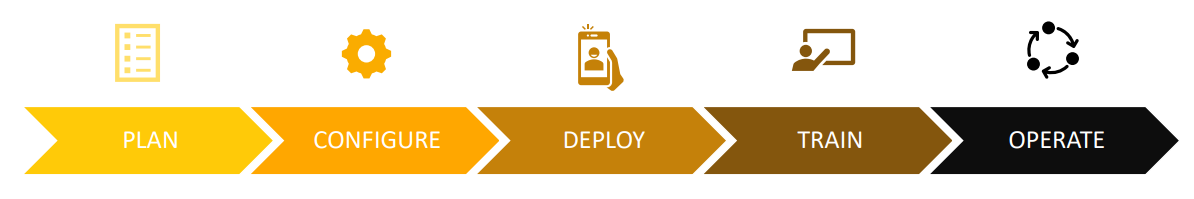 PLAN
CONFIGURE
DEPLOY
TRAIN
OPERATE